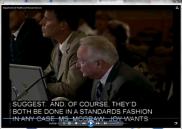 SUGGEST. AND, OF COURSE, THEY'D
BOTH BE DONE IN A STANDARDS FASHION
IN ANY CASE. MS. MCGRAW, JOY WANTS